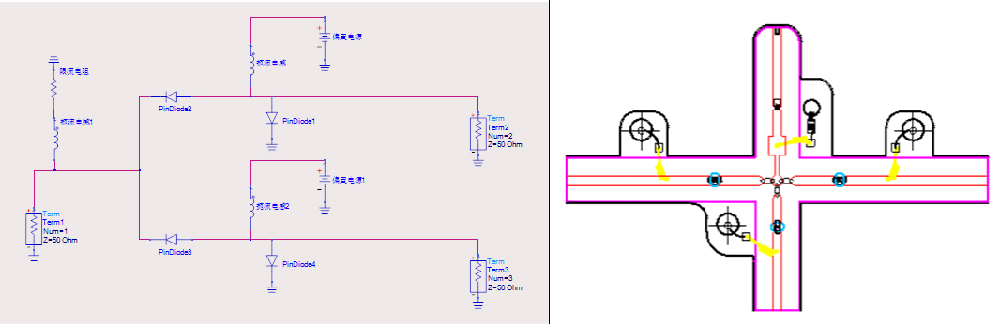 偏置电源
扼流电感
限流电阻
扼流电感1
PinDiode2
PinDiode1
Term
Term2
Num=2
Z=50 Ohm
偏置电源1
扼流电感2
Term
Term1
Num=1
Z=50 Ohm
PinDiode3
PinDiode4
Term
Term3
Num=3
Z=50 Ohm